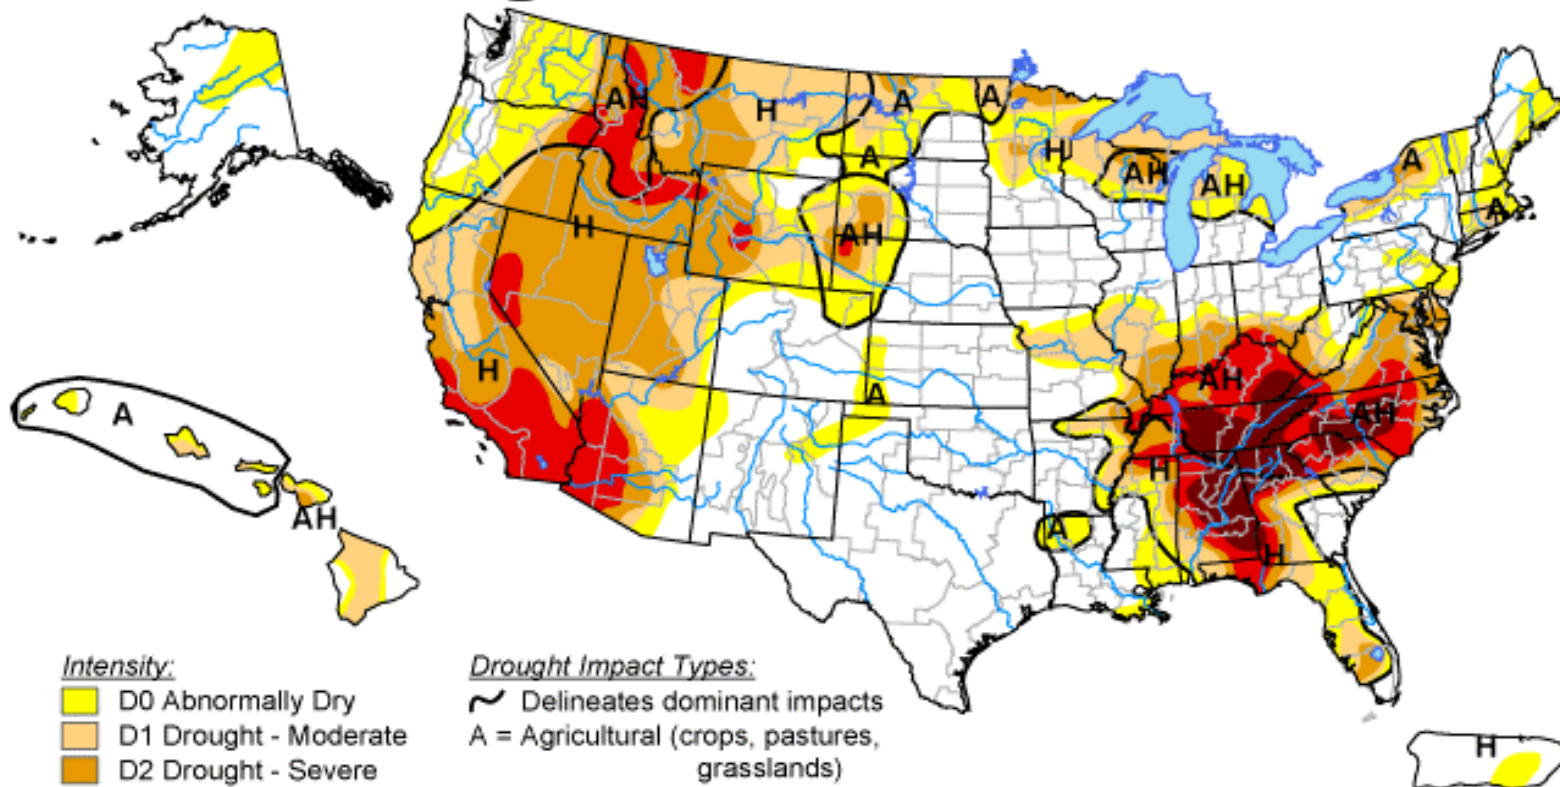 AH
H
A
A
H
A
A
AH
AH
A
A
H
AH
H
A
AH
AH
H
A
H
A
AH
H
Intensity:
D0 Abnormally Dry
D1 Drought - Moderate
D2 Drought - Severe
Drought Impact Types:
Delineates dominant impacts
A = Agricultural (crops, pastures,
grasslands)